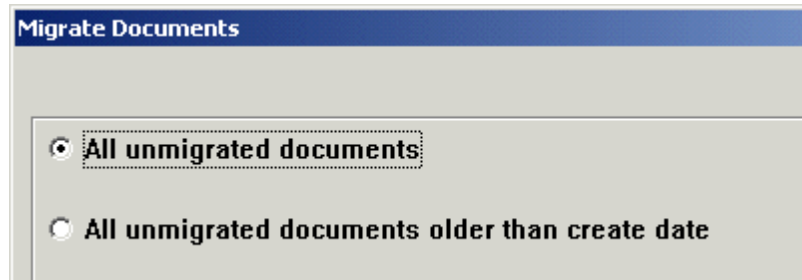 Migrate Documents
All unmigrated documents
All unmigrated documents older than create date